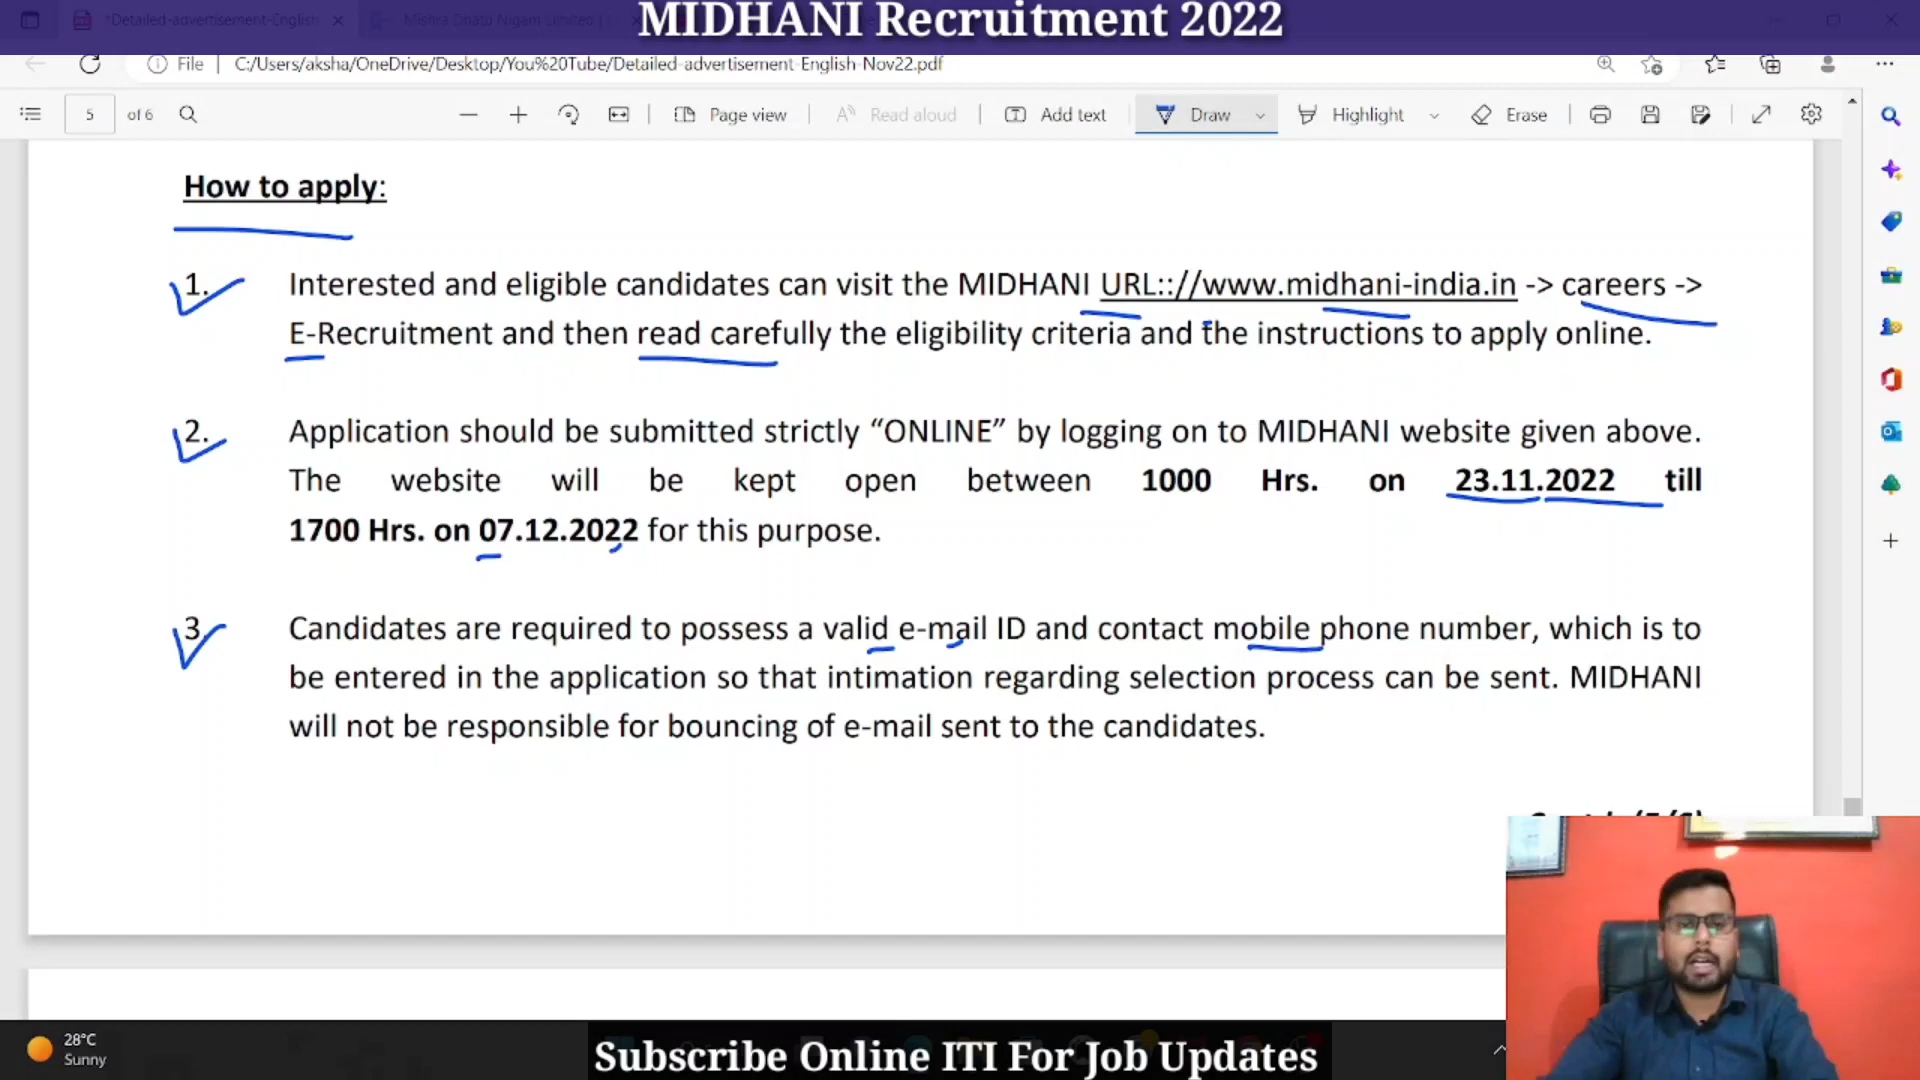 MIDHANI Recruitment 2022
*Detailed-advertisement-English
Mishra Dhatu Nigam Limited
File
C:/Users/aksha/OneDrive/Desktop/You%20Tube/Detailed-advertisement-English-Nov22.pdf
5 of 6
Page view
Read aloud
Add text
Draw
Highlight
Erase
How to apply:
1. Interested and eligible candidates can visit the MIDHANI URL:://www.midhani-india.in -> careers ->
E-Recruitment and then read carefully the eligibility criteria and the instructions to apply online.
2. Application should be submitted strictly “ONLINE” by logging on to MIDHANI website given above.
The website will be kept open between 1000 Hrs. on 23.11.2022 till
1700 Hrs. on 07.12.2022 for this purpose.
3. Candidates are required to possess a valid e-mail ID and contact mobile phone number, which is to
be entered in the application so that intimation regarding selection process can be sent. MIDHANI
will not be responsible for bouncing of e-mail sent to the candidates.
28°C
Sunny
Subscribe Online ITI For Job Updates